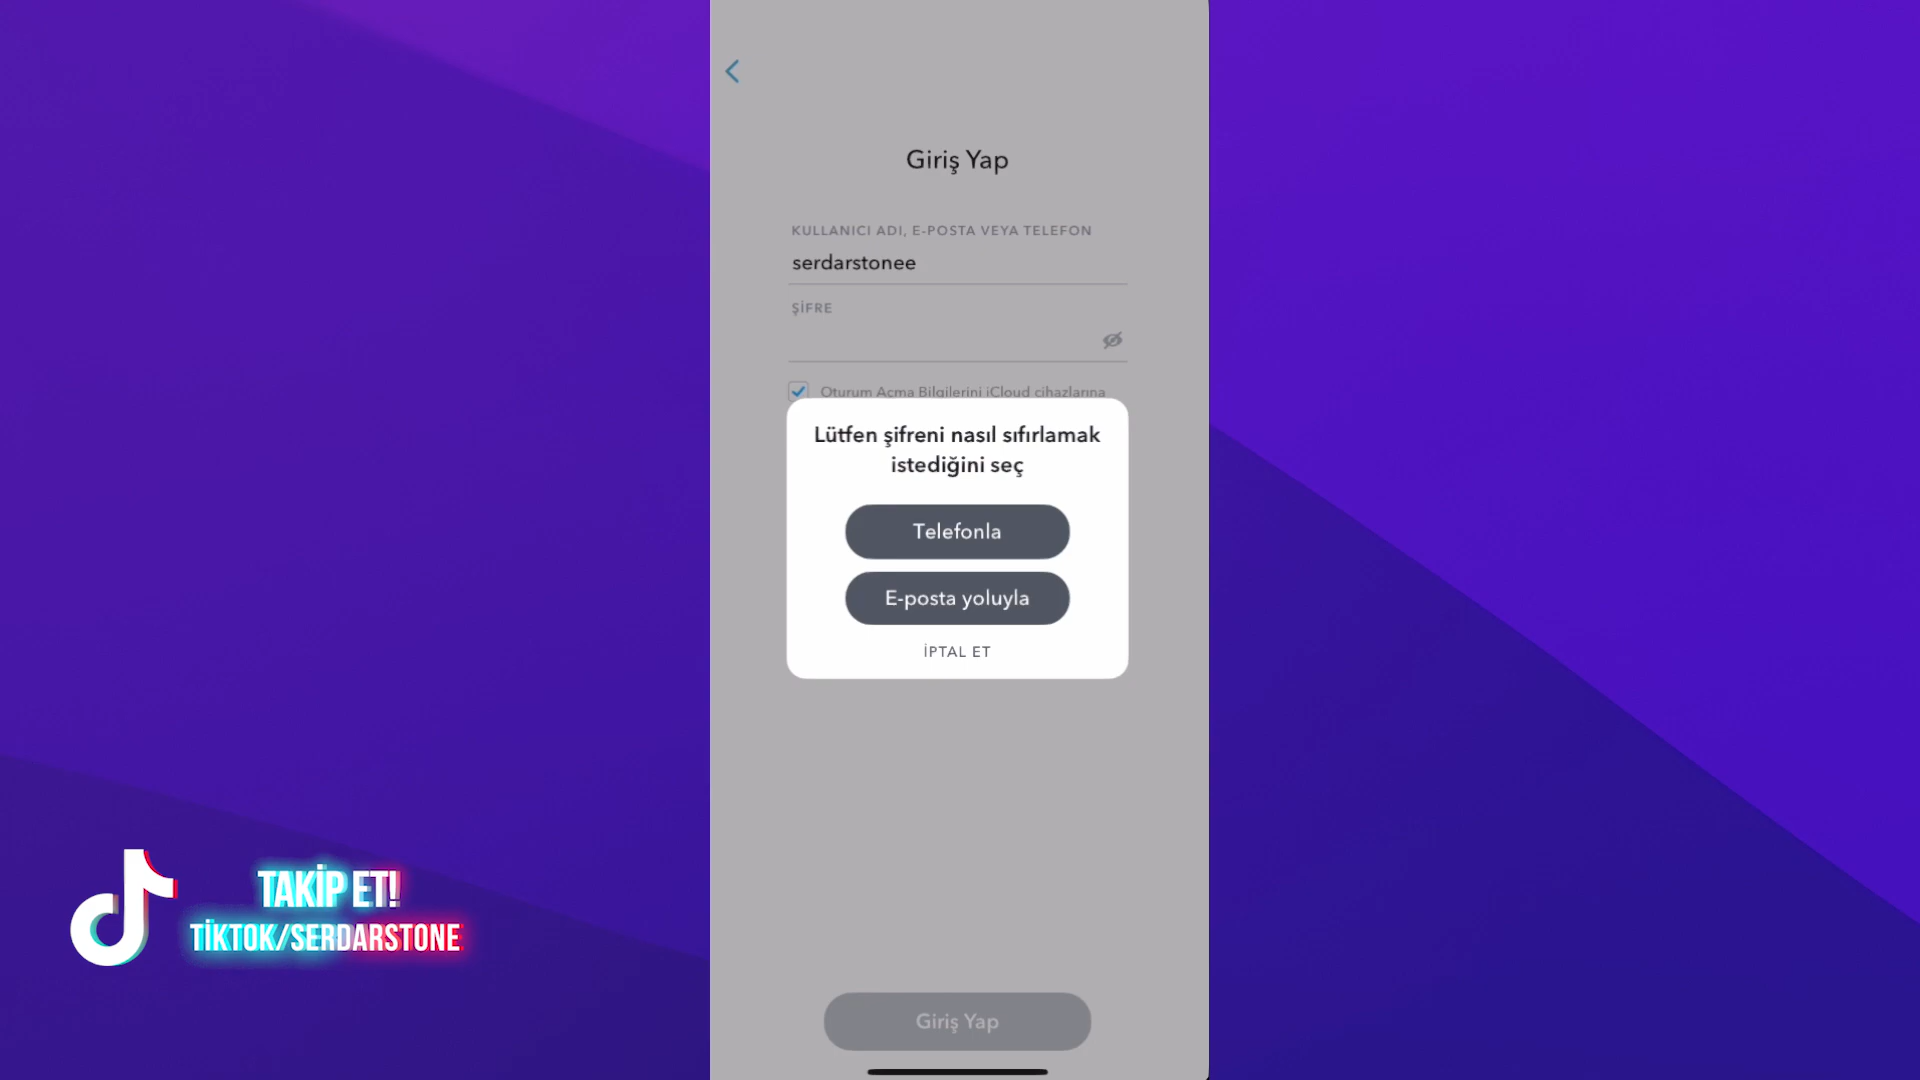 Giriş Yap
KULLANICI ADI, E-POSTA VEYA TELEFON
serdarstonee
ŞİFRE
Oturum Açma Bilgilerini iCloud cihazlarına
Lütfen şifreni nasıl sıfırlamak
istediğini seç
Telefonla
E-posta yoluyla
İPTAL ET
Giriş Yap
TAKİP ET!
TİKTOK/SERDARSTONE